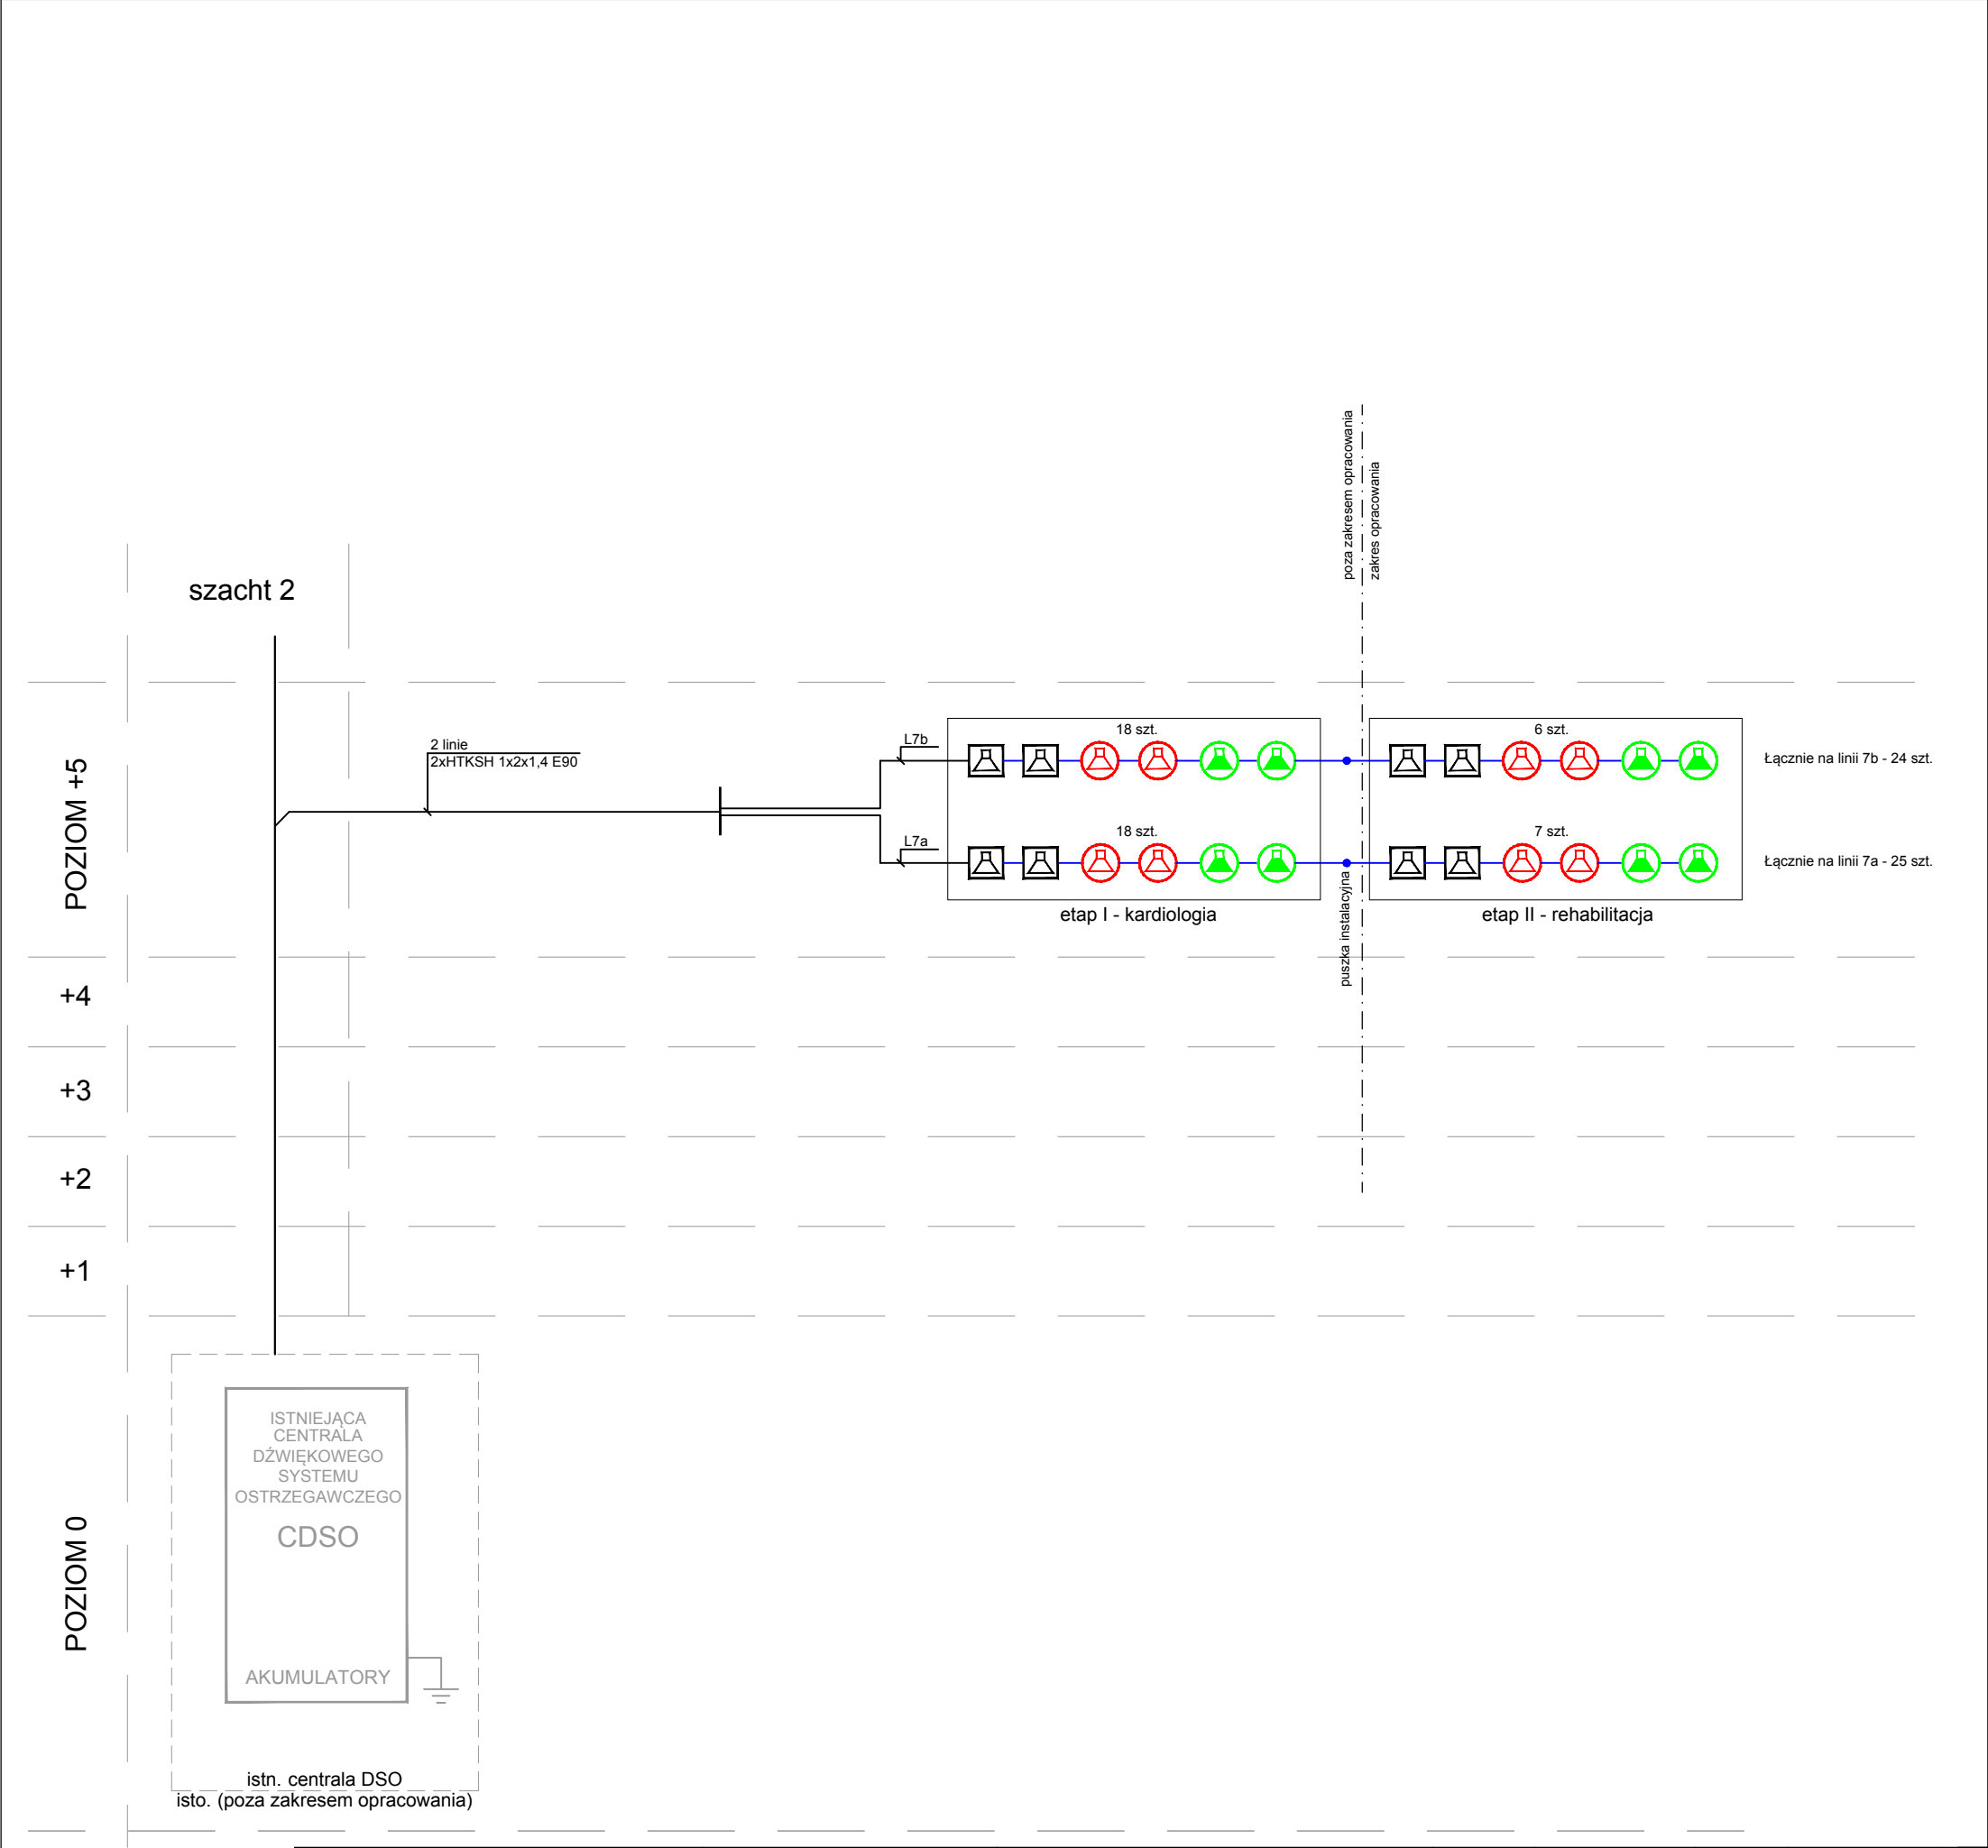 poza zakresem opracowania
zakres opracowania
szacht 2
POZIOM +5
2 linie
2xHTKSH 1x2x1,4 E90
L7b
18 szt.
6 szt.
Łącznie na linii 7b - 24 szt.
L7a
18 szt.
7 szt.
Łącznie na linii 7a - 25 szt.
puszka instalacyjna
etap I - kardiologia
etap II - rehabilitacja
+4
+3
+2
+1
POZIOM 0
ISTNIEJĄCA
CENTRALA
DŹWIĘKOWEGO
SYSTEMU
OSTRZEGAWCZEGO
CDSO
AKUMULATORY
istn. centrala DSO
isto. (poza zakresem opracowania)